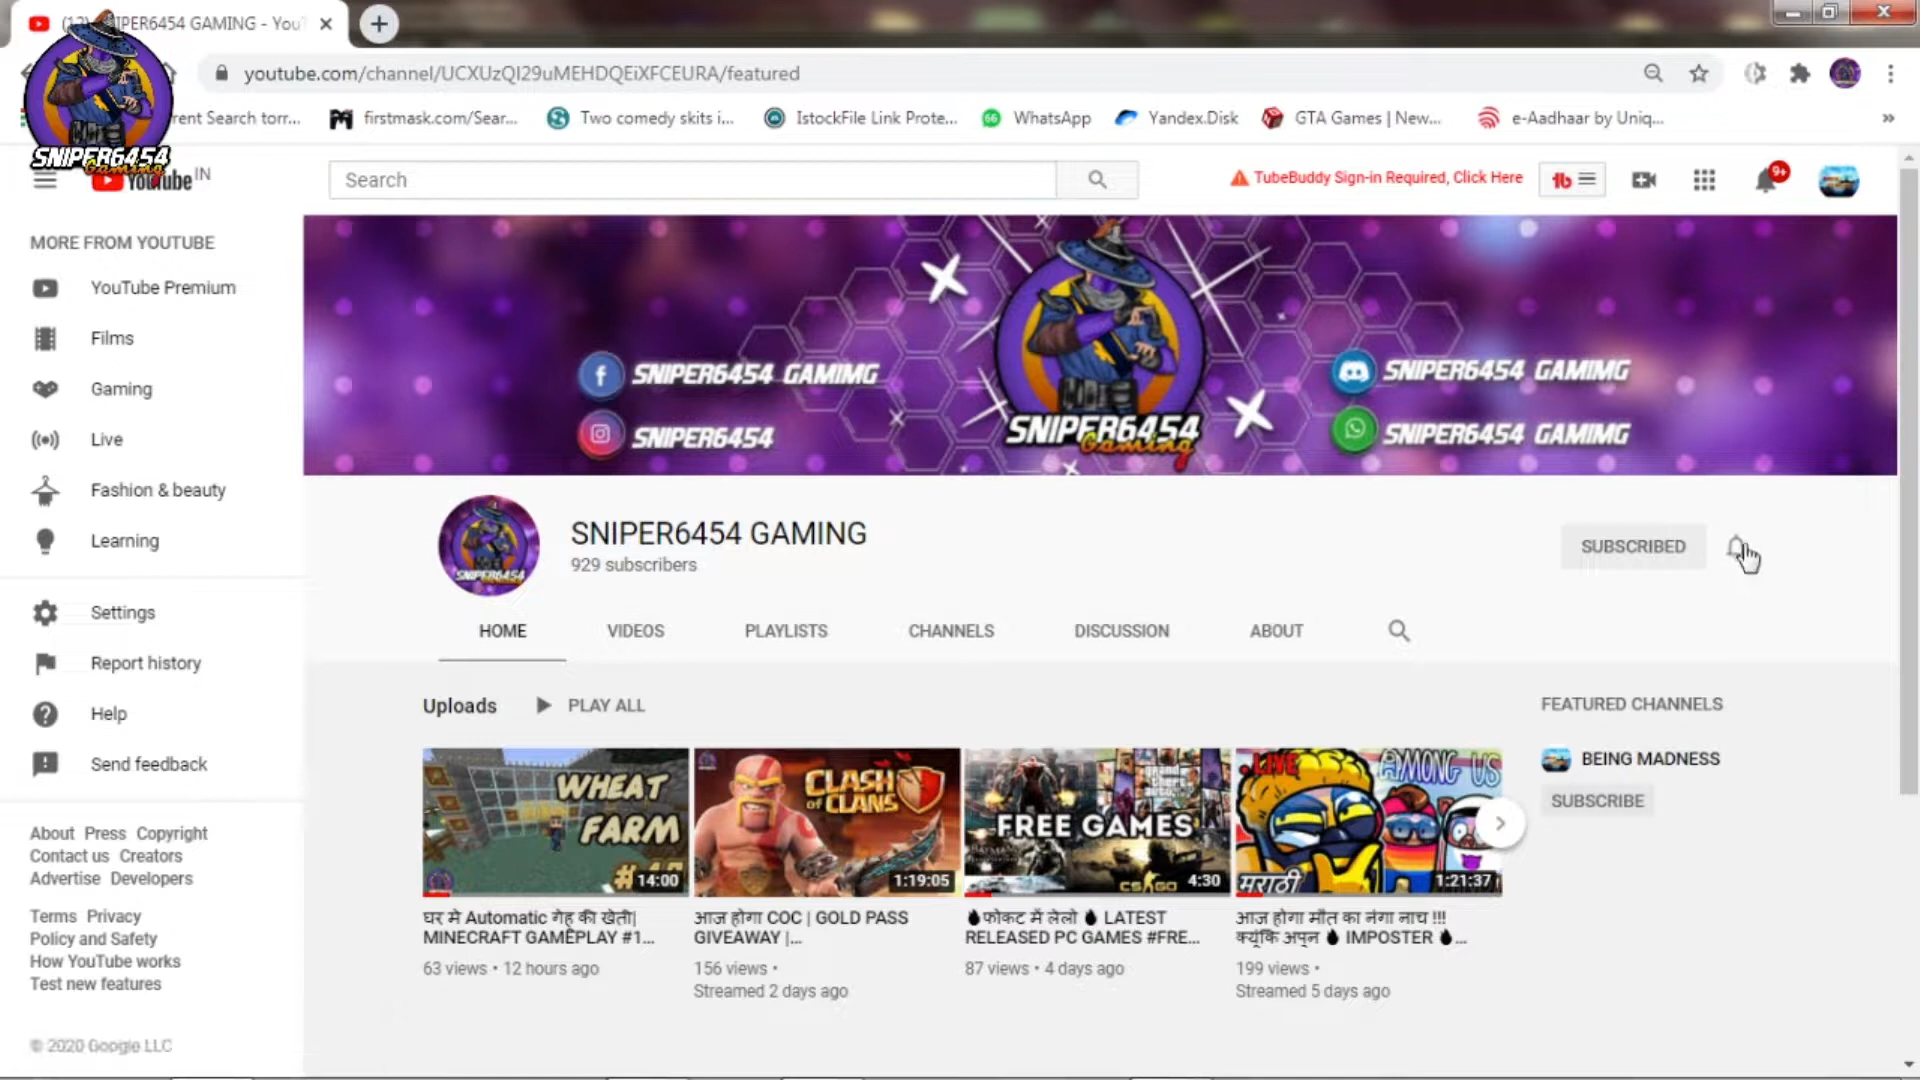 SNIPER6454 GAMING - You
youtube.com/channel/UCXUzQI29uMEHDQEiXFCEURA/featured
rent Search torr...
firstmask.com/Sear...
Two comedy skits i...
IstockFile Link Prote...
WhatsApp
Yandex.Disk
GTA Games | New...
e-Aadhaar by Uniq...
SNIPER6454
Gaming
YouTube IN
Search
TubeBuddy Sign-in Required, Click Here
9+
MORE FROM YOUTUBE
YouTube Premium
Films
Gaming
Live
Fashion & beauty
Learning
Settings
Report history
Help
Send feedback
About Press Copyright
Contact us Creators
Advertise Developers
Terms Privacy
Policy and Safety
How YouTube works
Test new features
© 2020 Google LLC
SNIPER6454 GAMIMG
SNIPER6454
SNIPER6454
Gaming
SNIPER6454 GAMIMG
SNIPER6454 GAMIMG
SNIPER6454
SNIPER6454 GAMING
929 subscribers
SUBSCRIBED
HOME
VIDEOS
PLAYLISTS
CHANNELS
DISCUSSION
ABOUT
Uploads
PLAY ALL
WHEAT
FARM
14:00
घर मे Automatic गेहू की खेती|
MINECRAFT GAMEPLAY #1...
63 views • 12 hours ago
CLASH
OF CLANS
1:19:05
आज होगा COC | GOLD PASS
GIVEAWAY |...
156 views •
Streamed 2 days ago
FREE GAMES
CS GO
4:30
फोकट में लेलो LATEST
RELEASED PC GAMES #FRE...
87 views • 4 days ago
LIVE
AMONG US
मराठी
1:21:37
आज होगा मौत का नंगा नाच !!!
क्यूंकि अपुन IMPOSTER ...
199 views •
Streamed 5 days ago
FEATURED CHANNELS
BEING MADNESS
SUBSCRIBE